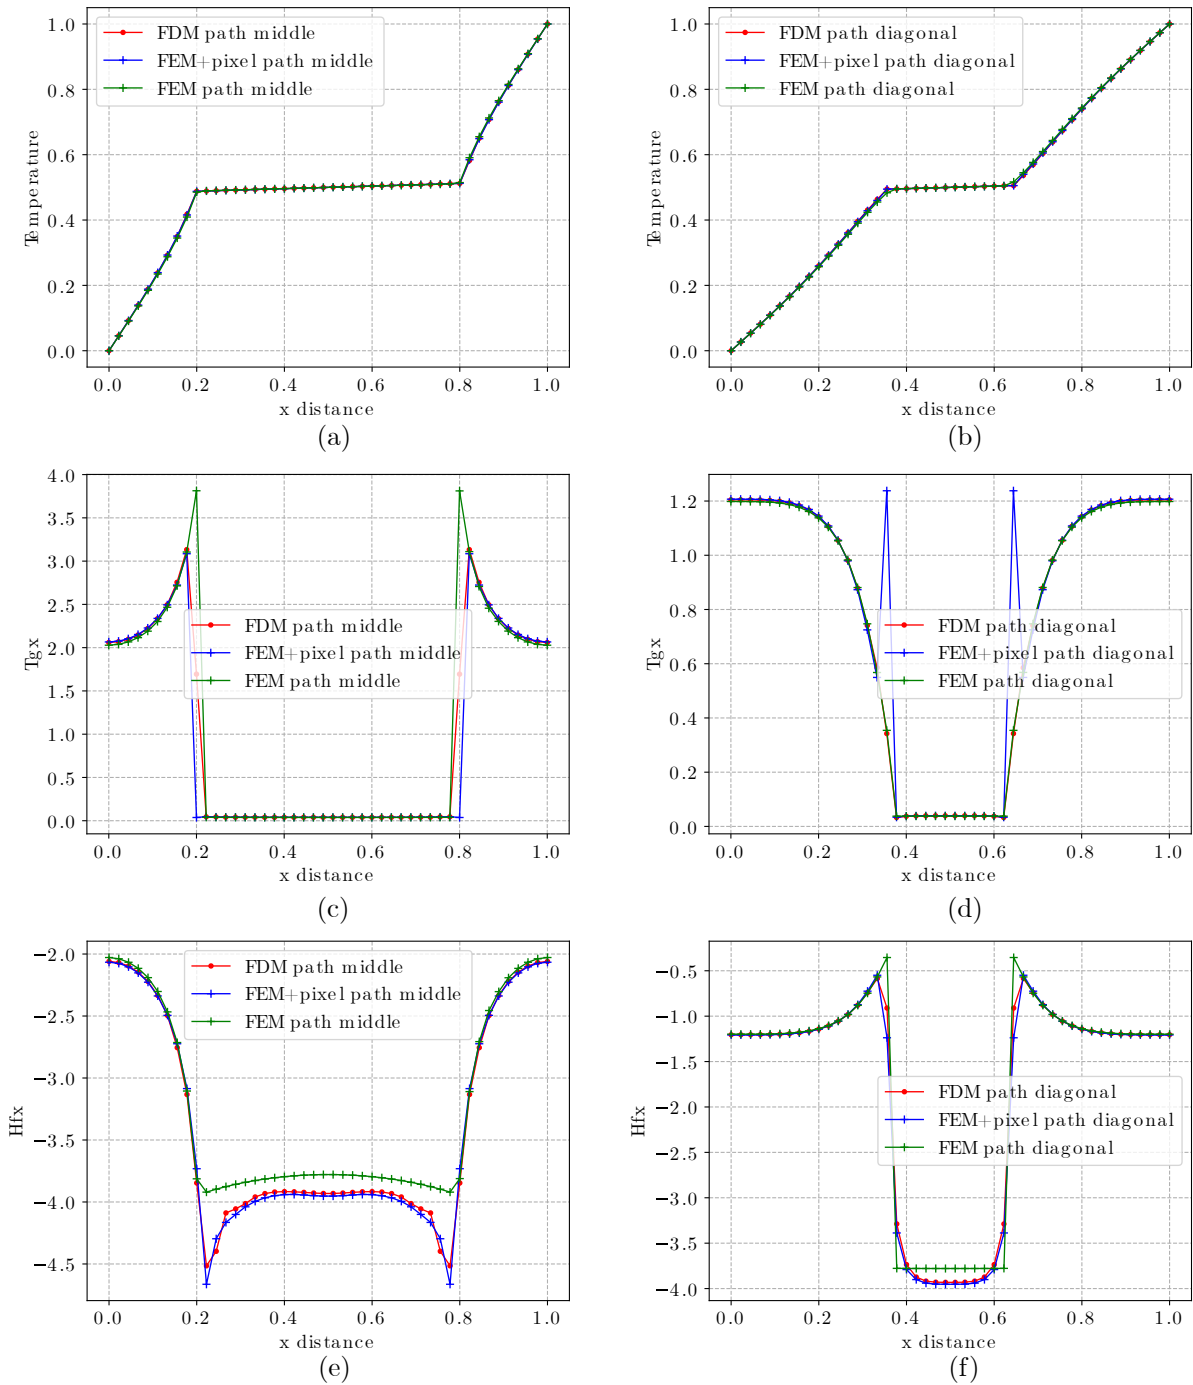 1.0
0.8
0.6
0.4
0.2
0.0
Temperature
FDM path middle
FEM+pixel path middle
FEM path middle
0.0 0.2 0.4 0.6 0.8 1.0
x distance
(a)
1.0
0.8
0.6
0.4
0.2
0.0
Temperature
FDM path diagonal
FEM+pixel path diagonal
FEM path diagonal
0.0 0.2 0.4 0.6 0.8 1.0
x distance
(b)
4.0
3.5
3.0
2.5
2.0
1.5
1.0
0.5
0.0
Tgx
FDM path middle
FEM+pixel path middle
FEM path middle
0.0 0.2 0.4 0.6 0.8 1.0
x distance
(c)
1.2
1.0
0.8
0.6
0.4
0.2
0.0
Tgx
FDM path diagonal
FEM+pixel path diagonal
FEM path diagonal
0.0 0.2 0.4 0.6 0.8 1.0
x distance
(d)
−2.0
−2.5
−3.0
−3.5
−4.0
−4.5
Hfx
FDM path middle
FEM+pixel path middle
FEM path middle
0.0 0.2 0.4 0.6 0.8 1.0
x distance
(e)
−0.5
−1.0
−1.5
−2.0
−2.5
−3.0
−3.5
−4.0
Hfx
FDM path diagonal
FEM+pixel path diagonal
FEM path diagonal
0.0 0.2 0.4 0.6 0.8 1.0
x distance
(f)